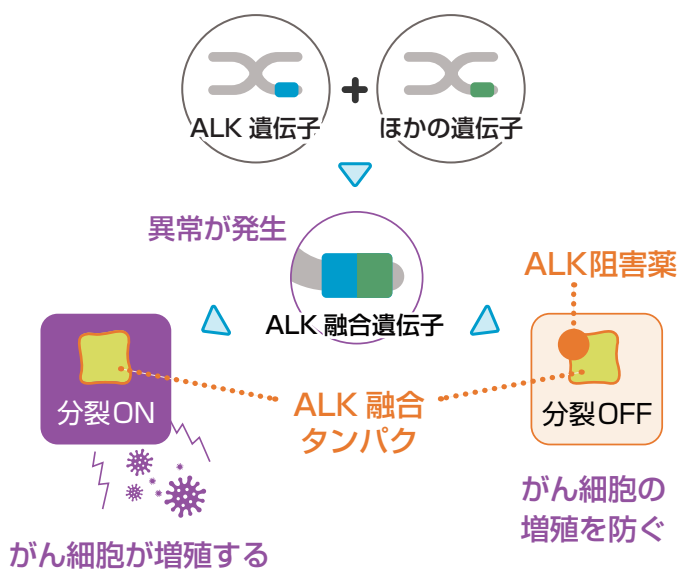 ALK 遺伝子
+
ほかの遺伝子
異常が発生
ALK 融合遺伝子
ALK阻害薬
分裂ON
ALK 融合
タンパク
分裂OFF
がん細胞が増殖する
がん細胞の
増殖を防ぐ